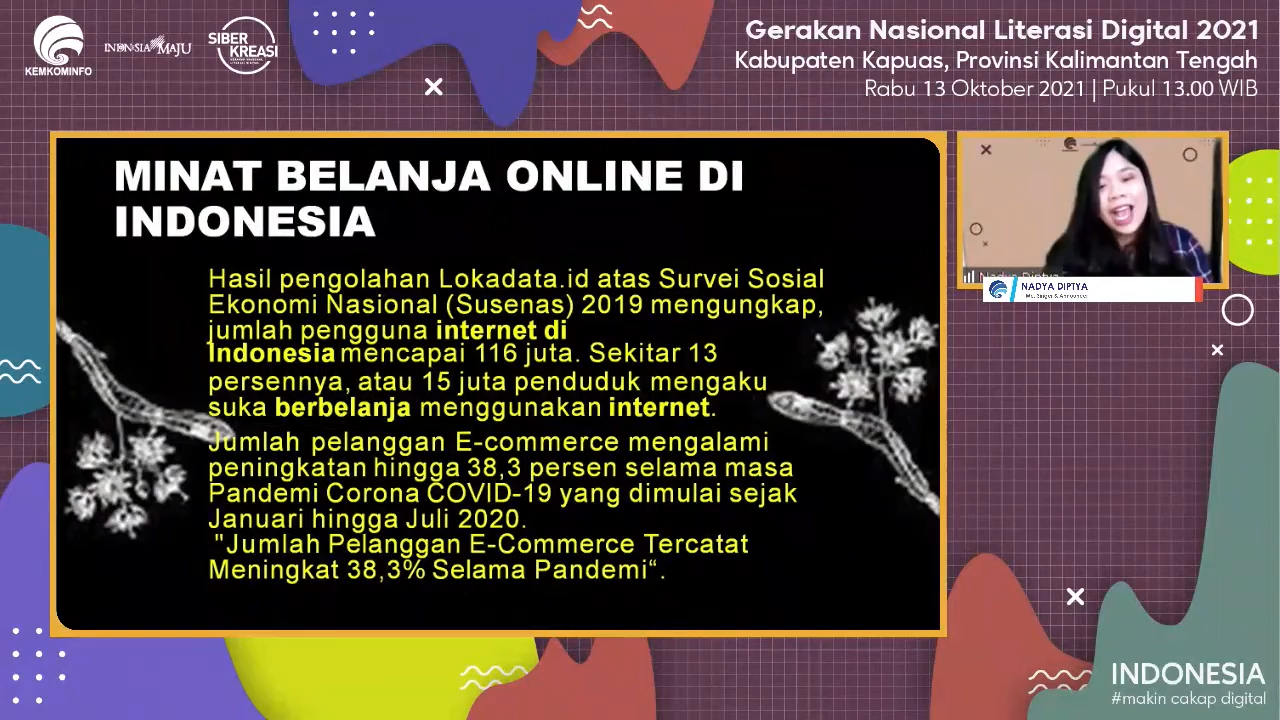 KEMKOMINFO
INDONESIA MAJU
SIBER
KREASI
Gerakan Nasional Literasi Digital 2021
Kabupaten Kapuas, Provinsi Kalimantan Tengah
Rabu 13 Oktober 2021 | Pukul 13.00 WIB
MINAT BELANJA ONLINE DI
INDONESIA
Hasil pengolahan Lokadata.id atas Survei Sosial
Ekonomi Nasional (Susenas) 2019 mengungkap,
jumlah pengguna internet di
Indonesia mencapai 116 juta. Sekitar 13
persennya, atau 15 juta penduduk mengaku
suka berbelanja menggunakan internet.
Jumlah pelanggan E-commerce mengalami
peningkatan hingga 38,3 persen selama masa
Pandemi Corona COVID-19 yang dimulai sejak
Januari hingga Juli 2020.
"Jumlah Pelanggan E-Commerce Tercatat
Meningkat 38,3% Selama Pandemi“.
Nadya Diptya
NADYA DIPTYA
Mc, Singer & Announcer
INDONESIA
#makin cakap digital